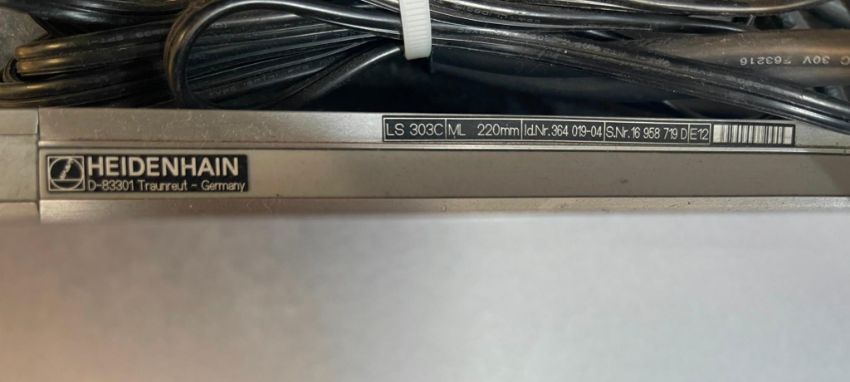 C 30V 763216
LS 303C ML 220mm Id.Nr. 364 019-04 S.Nr. 16 958 719 D E12
HEIDENHAIN
D-83301 Traunreut - Germany